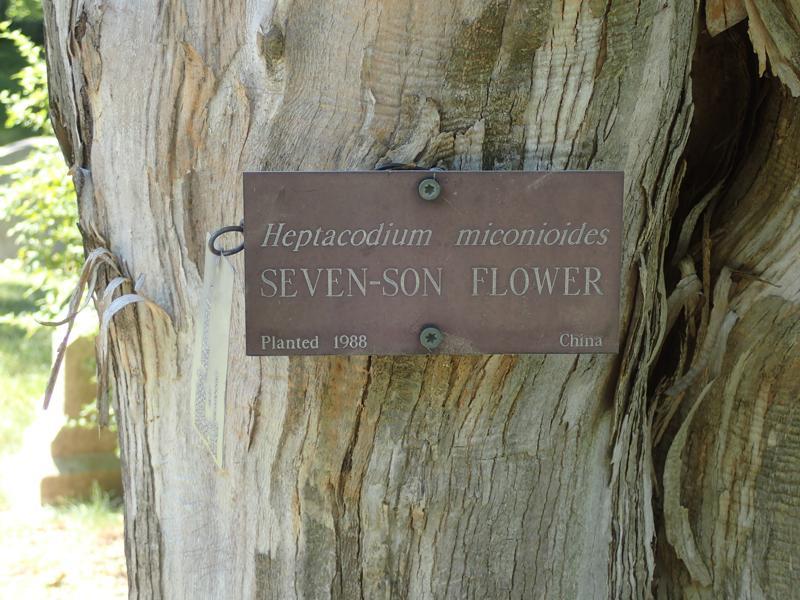 Heptacodium miconioides
SEVEN-SON FLOWER
Planted 1988 China